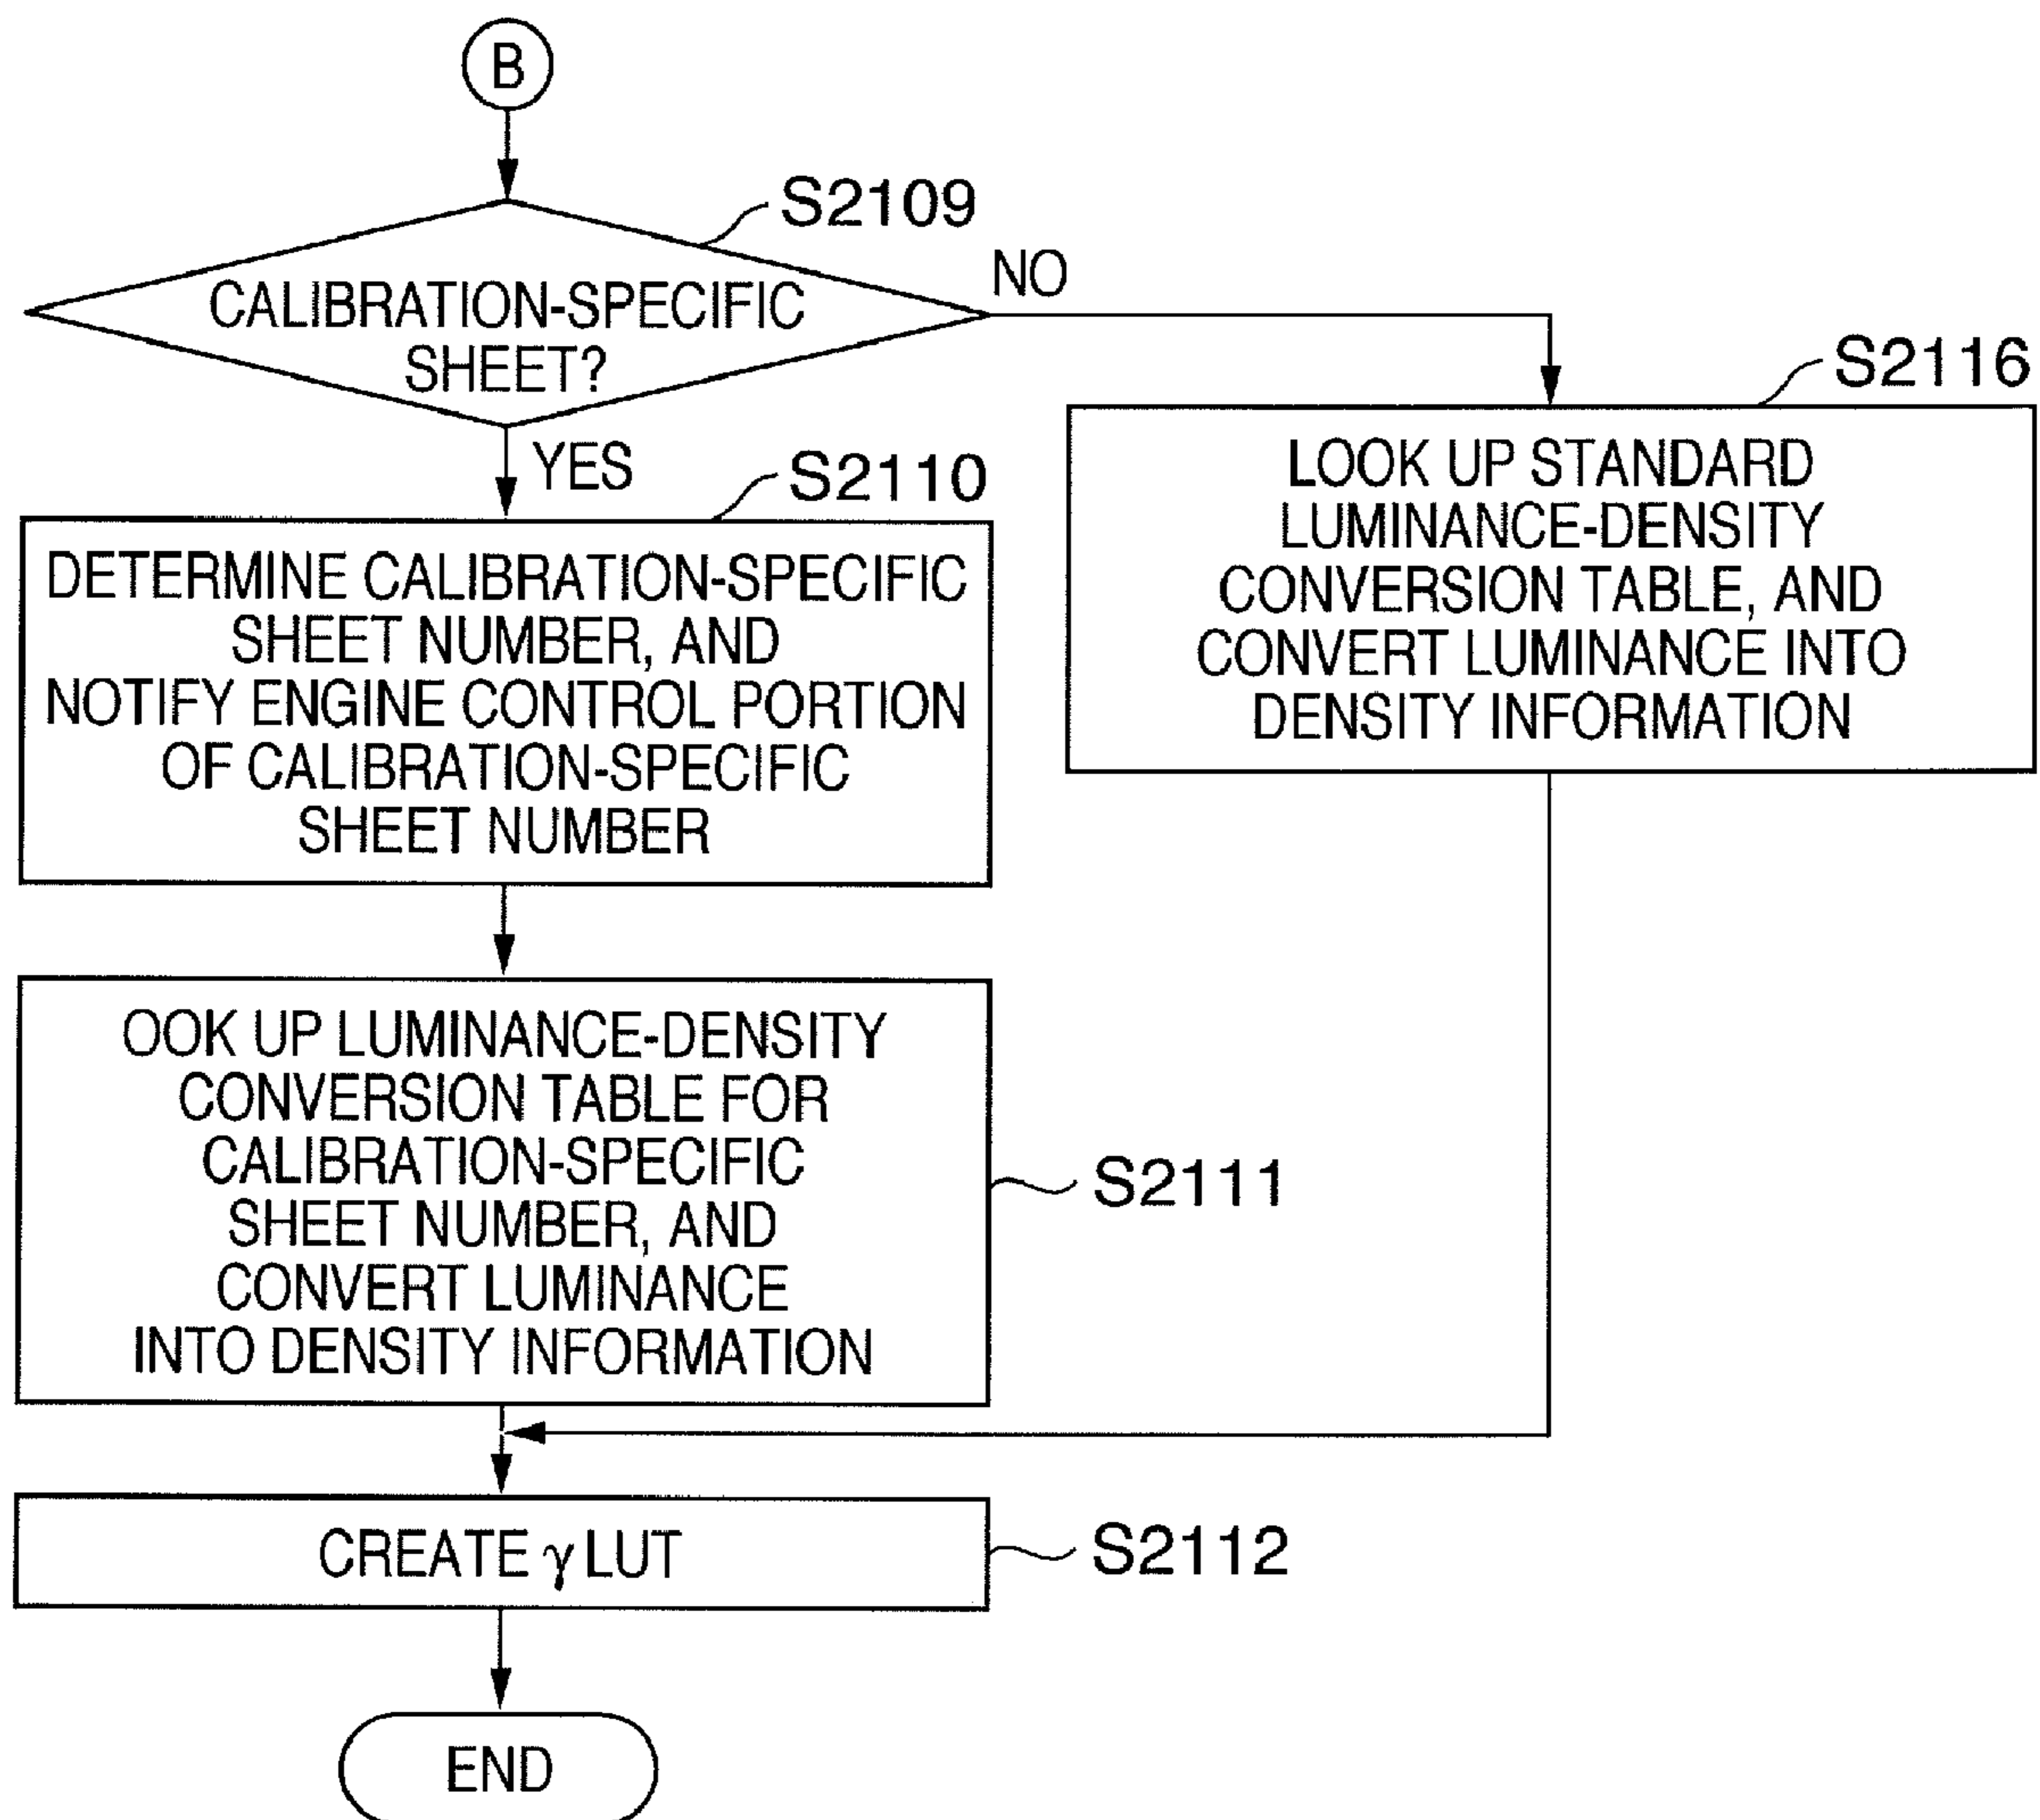 B
S2109
CALIBRATION-SPECIFIC
SHEET?
NO
YES
S2110
DETERMINE CALIBRATION-SPECIFIC
SHEET NUMBER, AND
NOTIFY ENGINE CONTROL PORTION
OF CALIBRATION-SPECIFIC
SHEET NUMBER
S2116
LOOK UP STANDARD
LUMINANCE-DENSITY
CONVERSION TABLE, AND
CONVERT LUMINANCE INTO
DENSITY INFORMATION
OOK UP LUMINANCE-DENSITY
CONVERSION TABLE FOR
CALIBRATION-SPECIFIC
SHEET NUMBER, AND
CONVERT LUMINANCE
INTO DENSITY INFORMATION
S2111
CREATE γ LUT
S2112
END